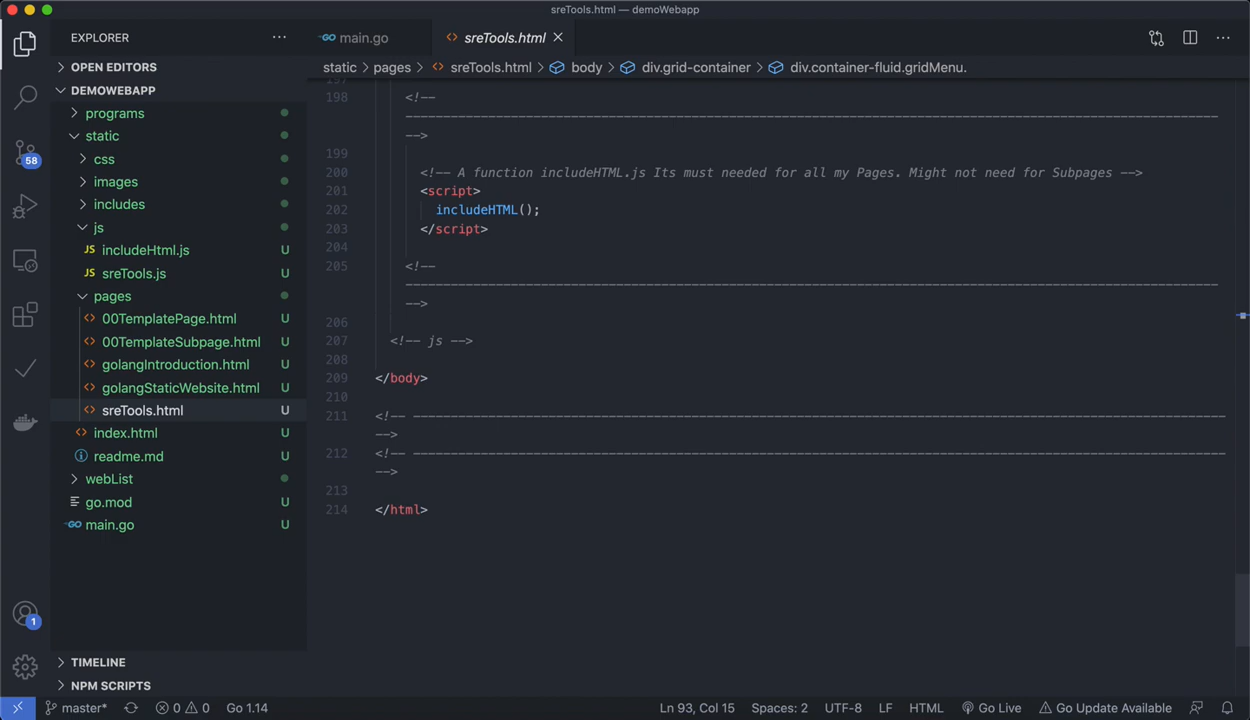 sreTools.html — demoWebapp
EXPLORER
main.go
sreTools.html
OPEN EDITORS
static > pages > sreTools.html > body > div.grid-container > div.container-fluid.gridMenu.
DEMOWEBAPP
programs
static
css
images
includes
js
JS includeHtml.js U
JS sreTools.js U
pages
00TemplatePage.html U
00TemplateSubpage.html U
golangIntroduction.html U
golangStaticWebsite.html U
sreTools.html U
index.html U
readme.md U
webList
go.mod U
GO main.go U
TIMELINE
NPM SCRIPTS
58
1
197
198 <!--
------------------------------------------------------------------------------------------------------------
-->
199
200 <!-- A function includeHTML.js Its must needed for all my Pages. Might not need for Subpages -->
201 <script>
202 includeHTML();
203 </script>
204
205 <!--
------------------------------------------------------------------------------------------------------------
-->
206
207 <!-- js -->
208
209 </body>
210
211 <!-- ------------------------------------------------------------------------------------------------------------
-->
212 <!-- ------------------------------------------------------------------------------------------------------------
-->
213
214 </html>
master* 0 0 Go 1.14 Ln 93, Col 15 Spaces: 2 UTF-8 LF HTML Go Live Go Update Available